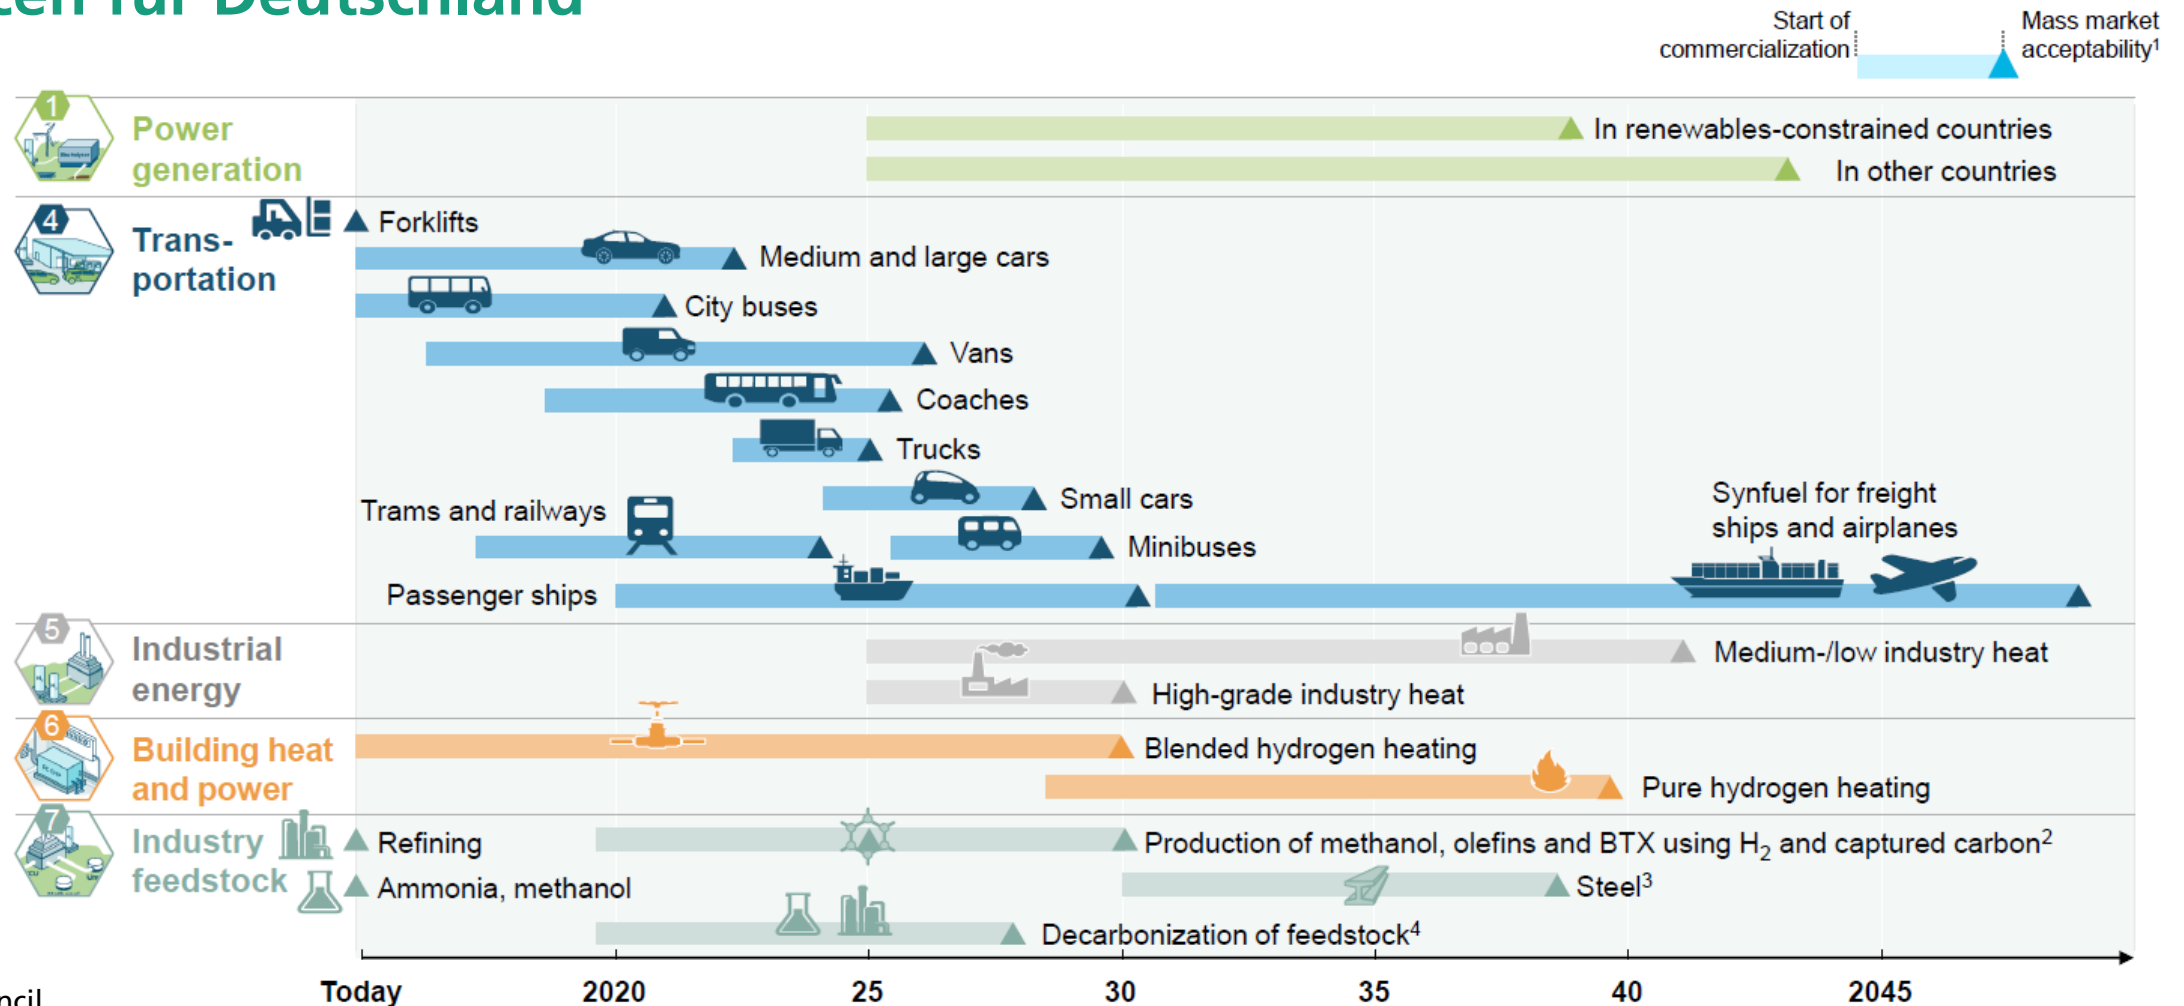 ten für Deutschland
Start of
commercialization
Mass market
acceptability¹
1
Power
generation
In renewables-constrained countries
In other countries
4
Trans-
portation
Forklifts
Medium and large cars
City buses
Vans
Coaches
Trucks
Small cars
Trams and railways
Minibuses
Synfuel for freight
ships and airplanes
Passenger ships
5
Industrial
energy
Medium-/low industry heat
High-grade industry heat
6
Building heat
and power
Blended hydrogen heating
Pure hydrogen heating
7
Industry
feedstock
Refining
Production of methanol, olefins and BTX using H₂ and captured carbon²
Ammonia, methanol
Steel³
Decarbonization of feedstock⁴
Today 2020 25 30 35 40 2045
ncil